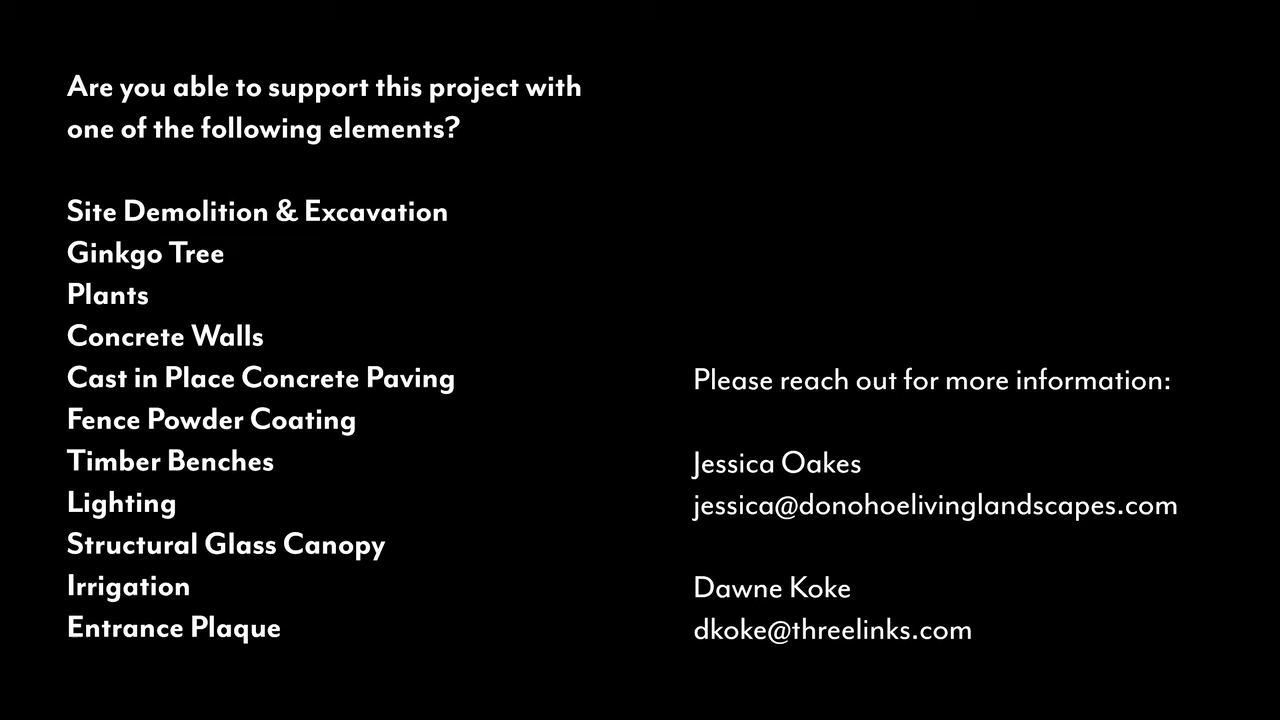 Are you able to support this project with
one of the following elements?
Site Demolition & Excavation
Ginkgo Tree
Plants
Concrete Walls
Cast in Place Concrete Paving
Fence Powder Coating
Timber Benches
Lighting
Structural Glass Canopy
Irrigation
Entrance Plaque
Please reach out for more information:
Jessica Oakes
jessica@donohoelivinglandscapes.com
Dawne Koke
dkoke@threelinks.com